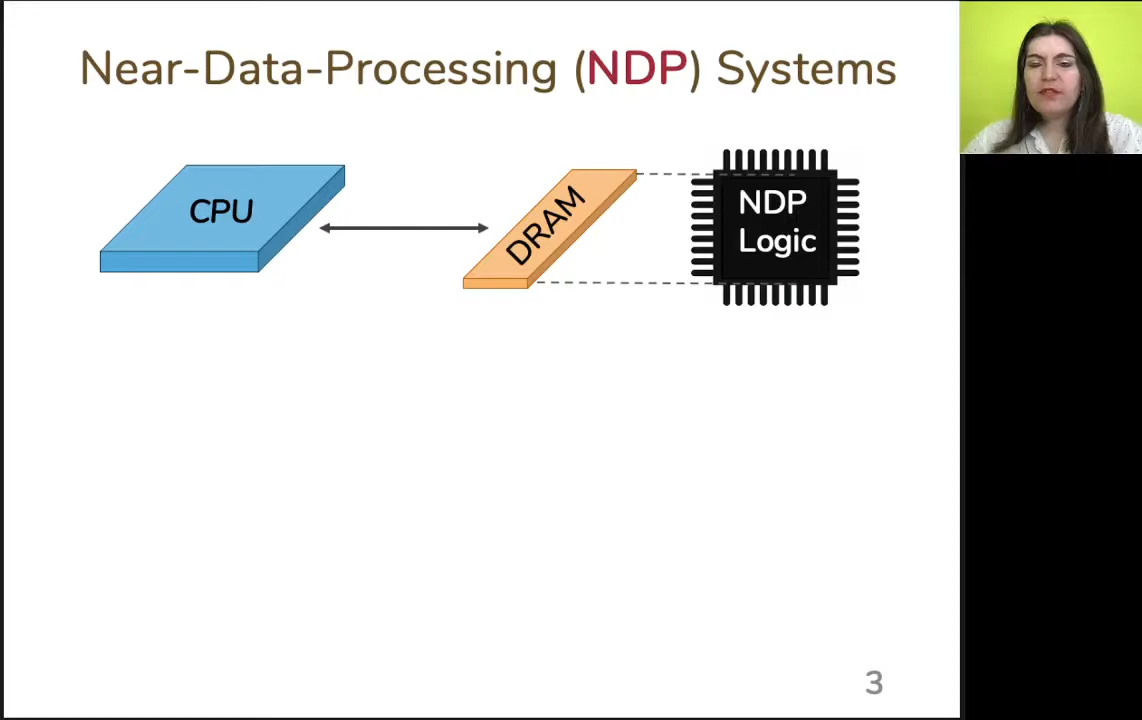 Near-Data-Processing (NDP) Systems
CPU
DRAM
NDP
Logic
3